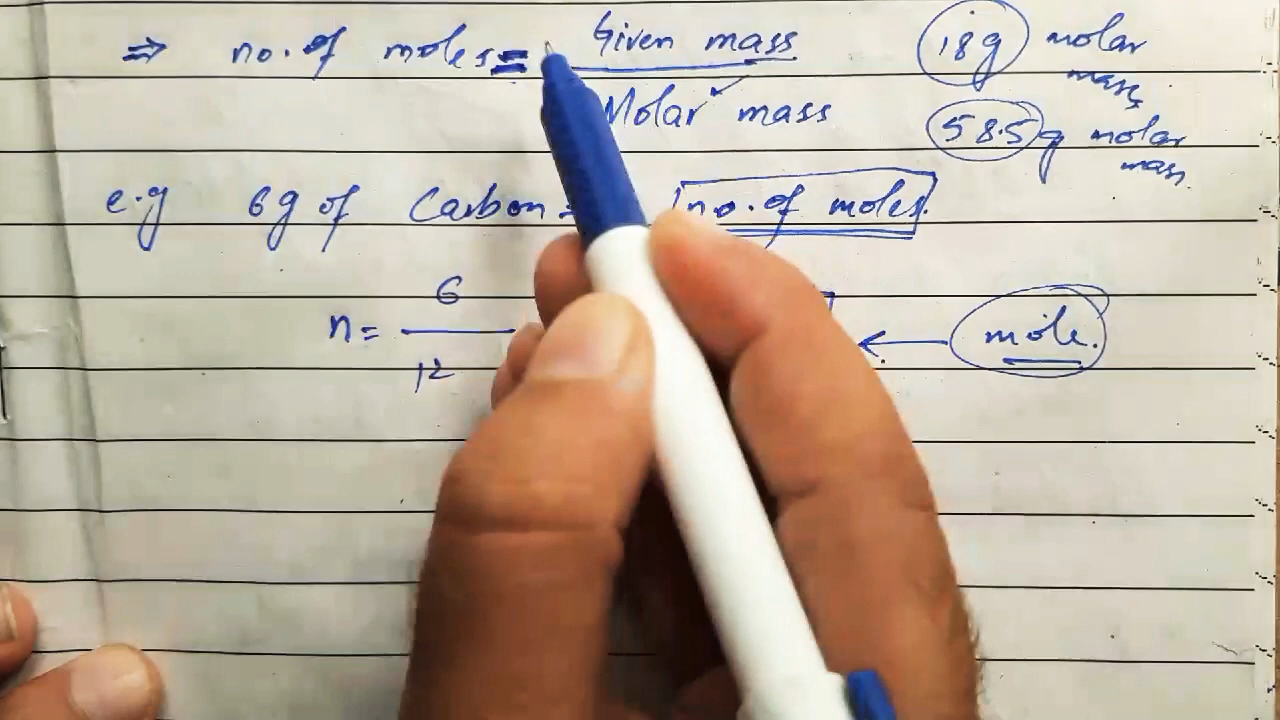 ⇒ no. of moles = Given mass
Molar mass
18g molar mass
58.5g molar mass
e.g 6g of Carbon = no. of moles.
n = 6
12
mole.